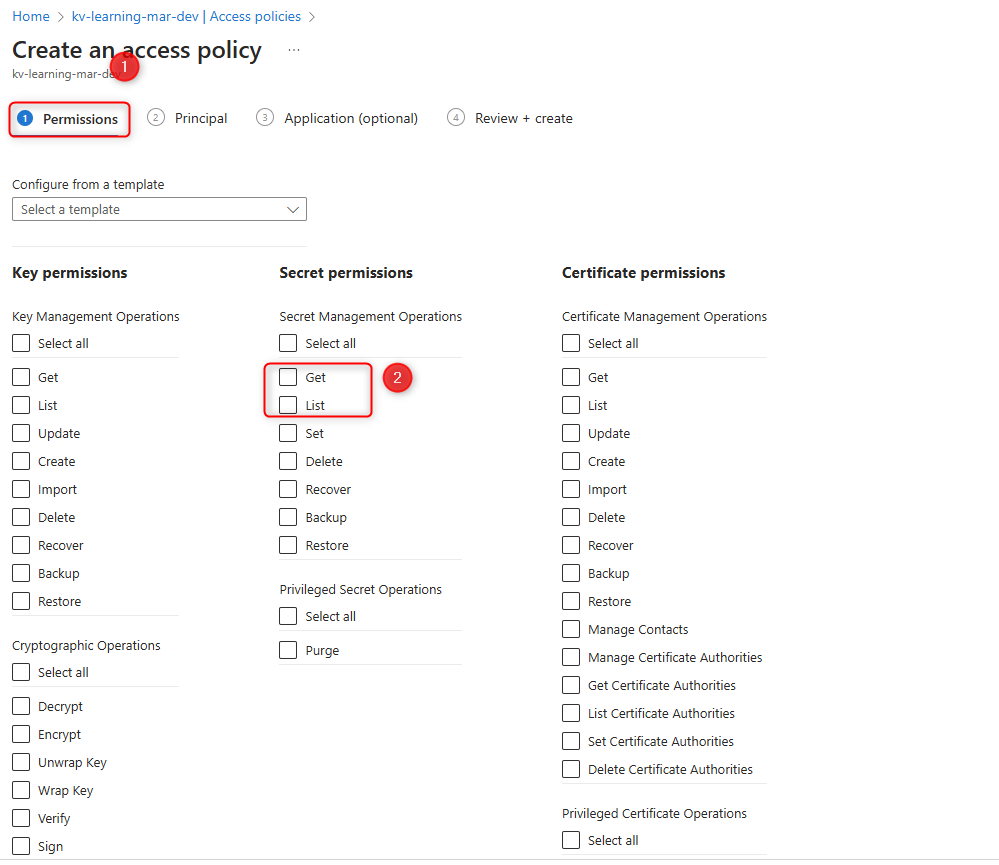 Home > kv-learning-mar-dev | Access policies >
Create an access policy ...
1
kv-learning-mar-dev
1 Permissions 2 Principal 3 Application (optional) 4 Review + create
Configure from a template
Select a template
Key permissions
Key Management Operations
Select all
Get
List
Update
Create
Import
Delete
Recover
Backup
Restore
Cryptographic Operations
Select all
Decrypt
Encrypt
Unwrap Key
Wrap Key
Verify
Sign
Secret permissions
Secret Management Operations
Select all
Get
2
List
Set
Delete
Recover
Backup
Restore
Privileged Secret Operations
Select all
Purge
Certificate permissions
Certificate Management Operations
Select all
Get
List
Update
Create
Import
Delete
Recover
Backup
Restore
Manage Contacts
Manage Certificate Authorities
Get Certificate Authorities
List Certificate Authorities
Set Certificate Authorities
Delete Certificate Authorities
Privileged Certificate Operations
Select all